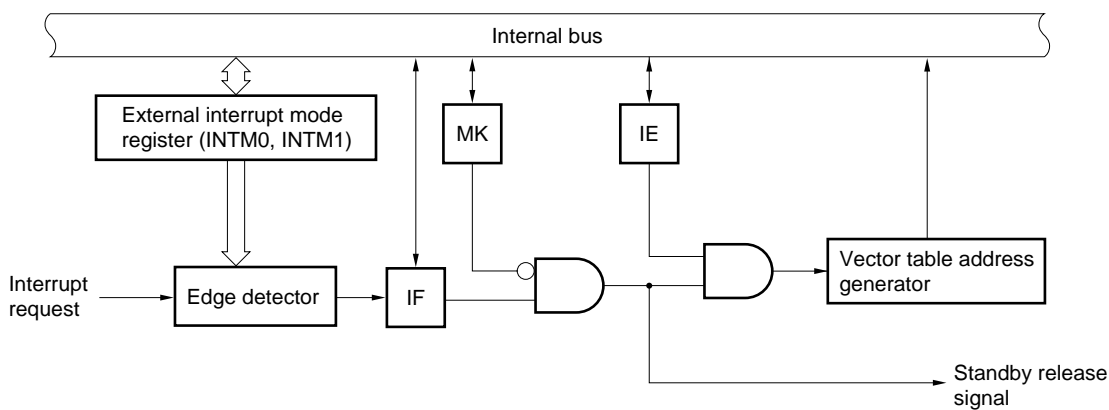 Internal bus
External interrupt mode
register (INTM0, INTM1)
MK
IE
Interrupt
request
Edge detector
IF
Vector table address
generator
Standby release
signal